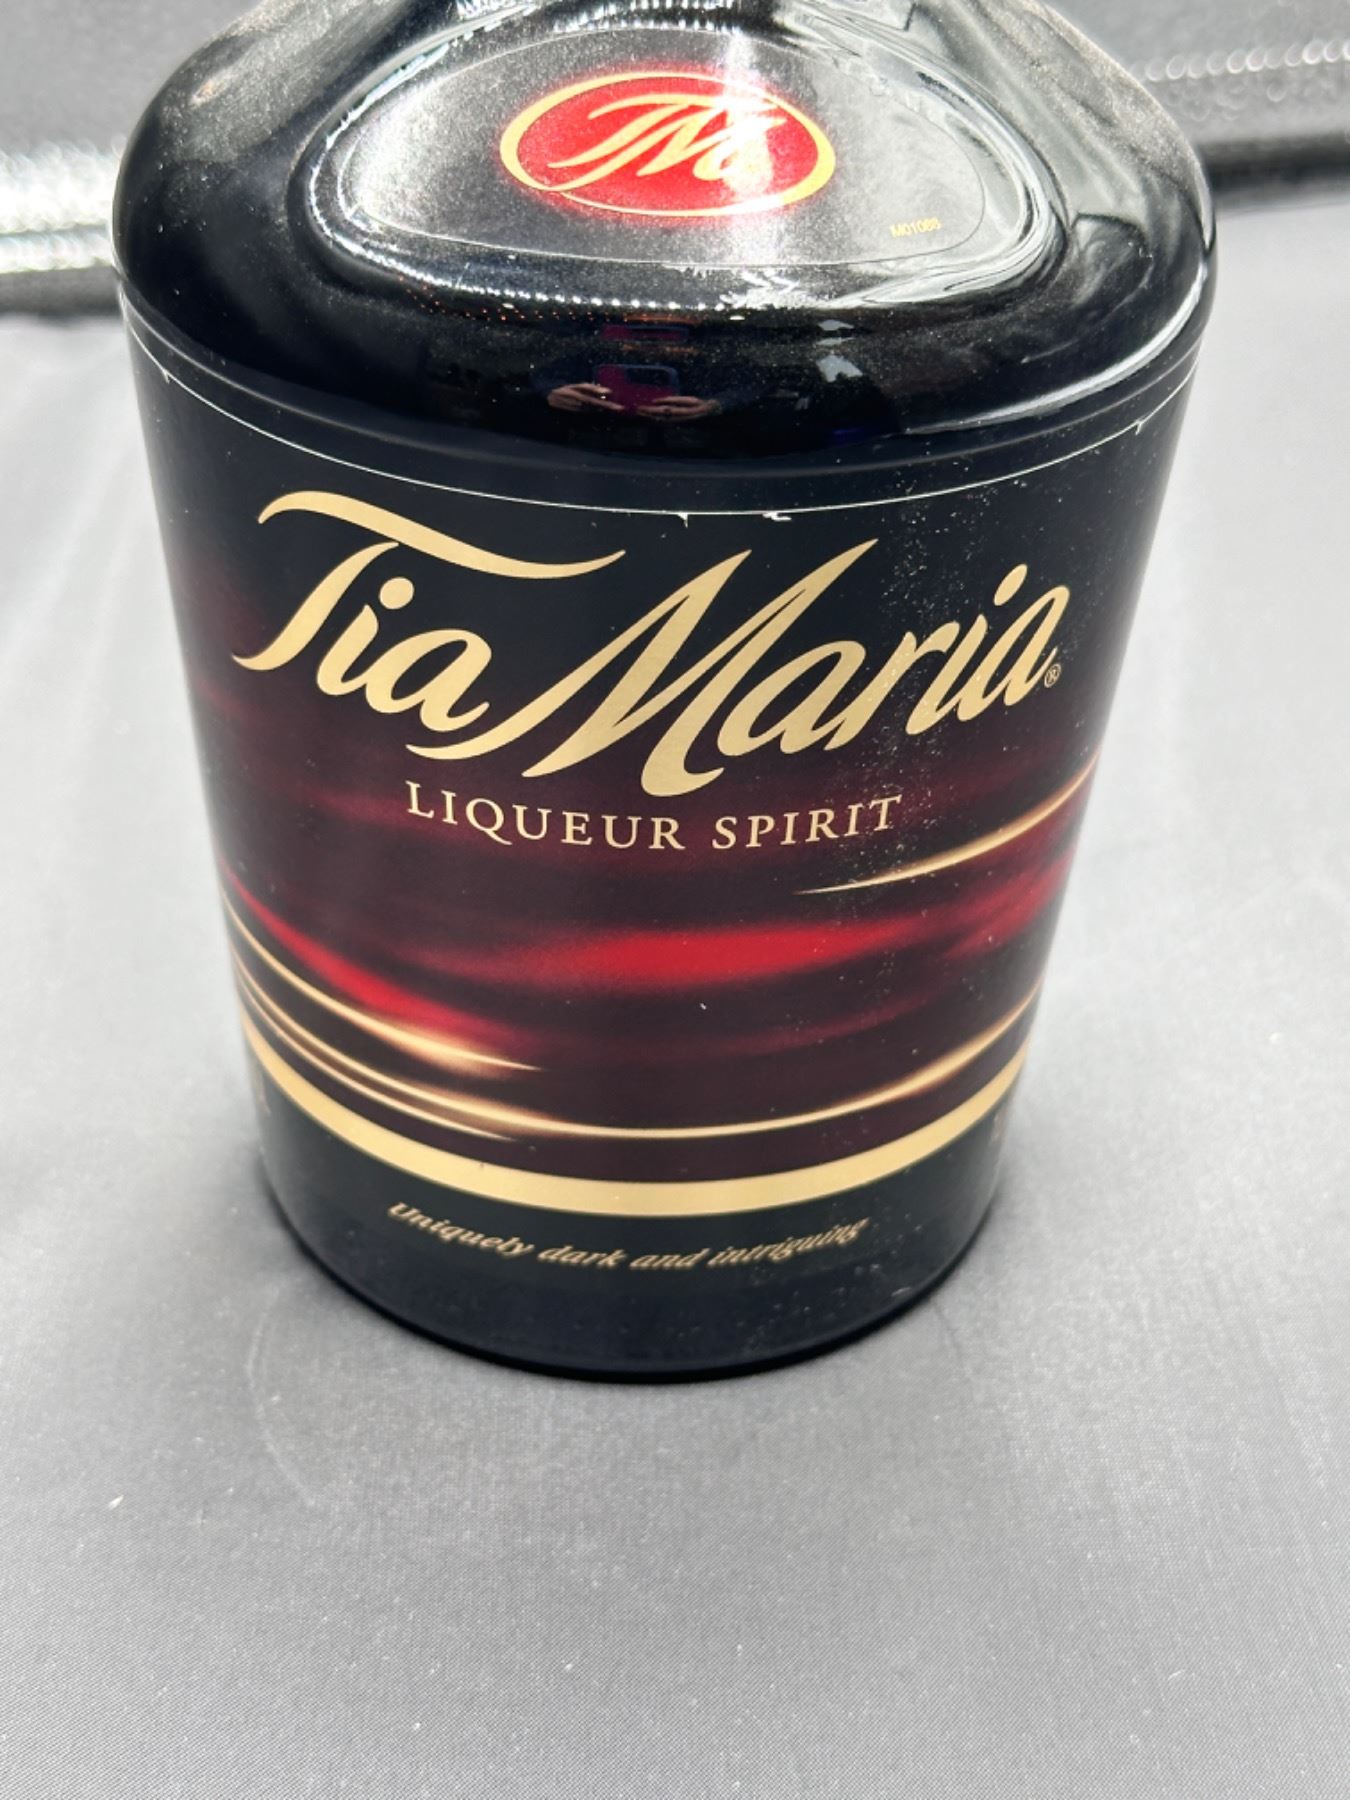 TM
M01088
Tia Maria®
LIQUEUR SPIRIT
Uniquely dark and intriguing